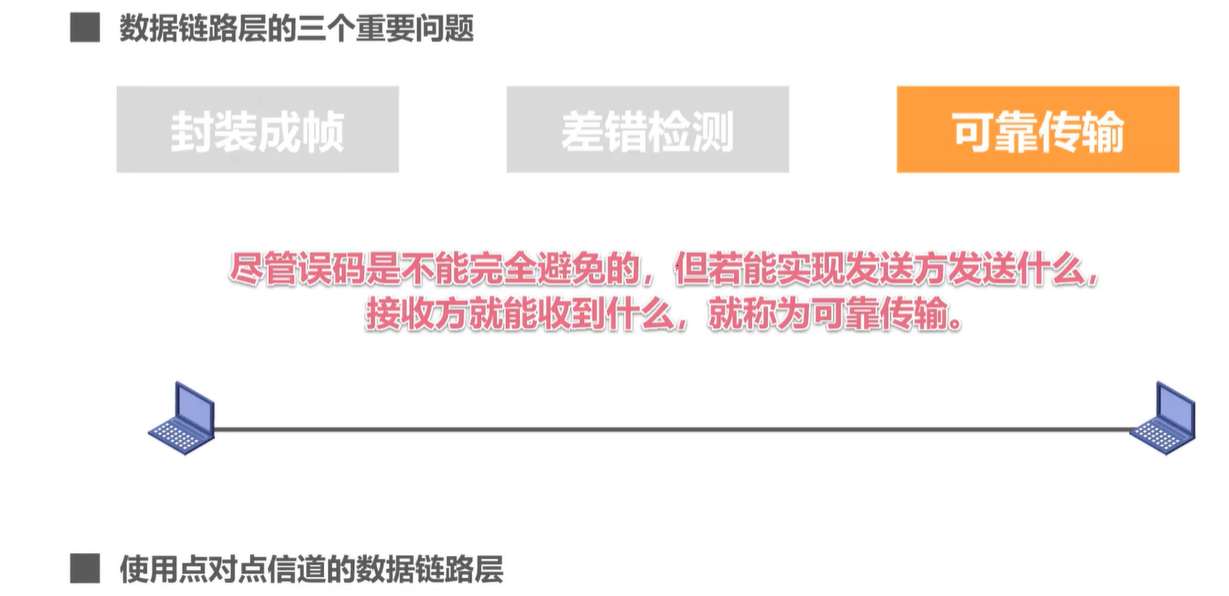 数据链路层的三个重要问题
封装成帧
差错检测
可靠传输
尽管误码是不能完全避免的，但若能实现发送方发送什么，
接收方就能收到什么，就称为可靠传输。
使用点对点信道的数据链路层